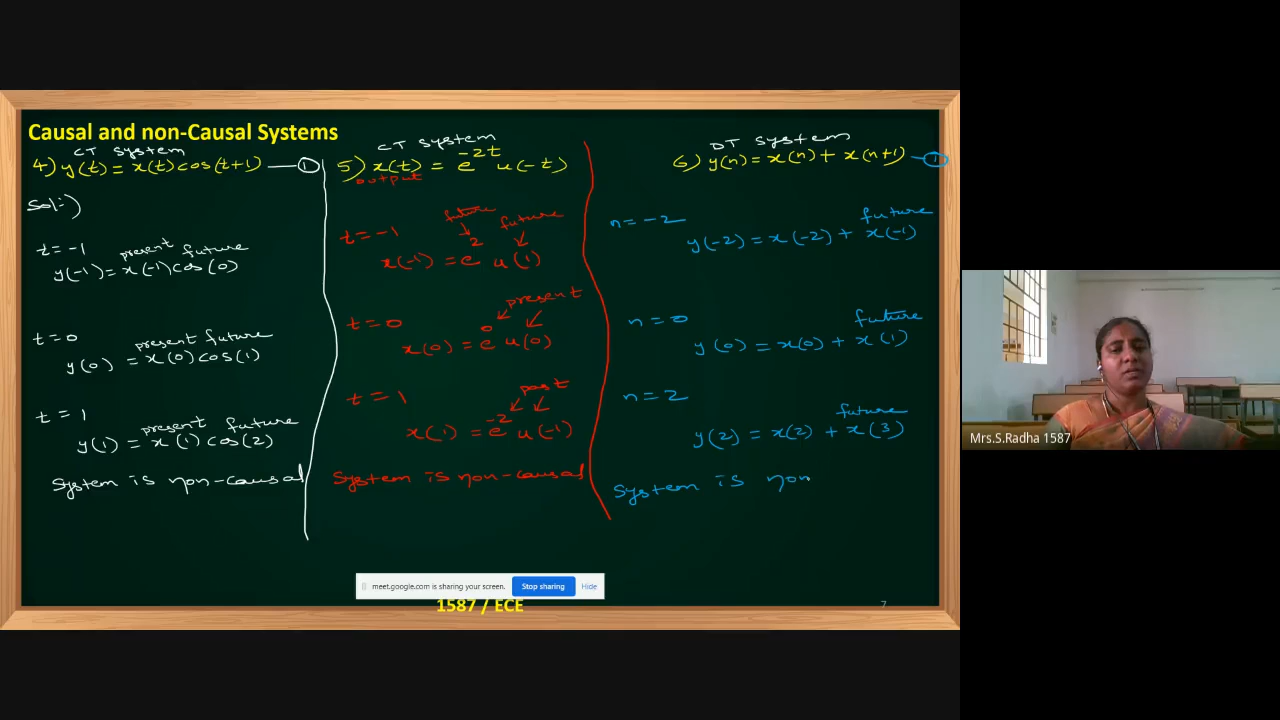 Causal and non-Causal Systems
CT system
4) y(t) = x(t) cos(t+1) — 1
Sol:)
t = -1
present future
y(-1) = x(-1) cos(0)
t = 0
present future
y(0) = x(0) cos(1)
t = 1
present future
y(1) = x(1) cos(2)
System is non-causal
CT system
5) x(t) = e^{-2t} u(-t)
output
future future
t = -1
x(-1) = e^{2} u(1)
present
t = 0
x(0) = e^{0} u(0)
past
t = 1
x(1) = e^{-2} u(-1)
System is non-causal
DT system
6) y(n) = x(n) + x(n+1) — 1
n = -2
future
y(-2) = x(-2) + x(-1)
n = 0
future
y(0) = x(0) + x(1)
n = 2
future
y(2) = x(2) + x(3)
System is non
meet.google.com is sharing your screen. Stop sharing Hide
1587 / ECE
7
Mrs.S.Radha 1587